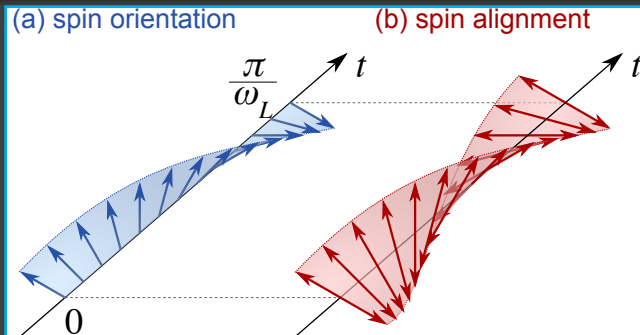 (a) spin orientation
(b) spin alignment
π
ω_L
t
t
0